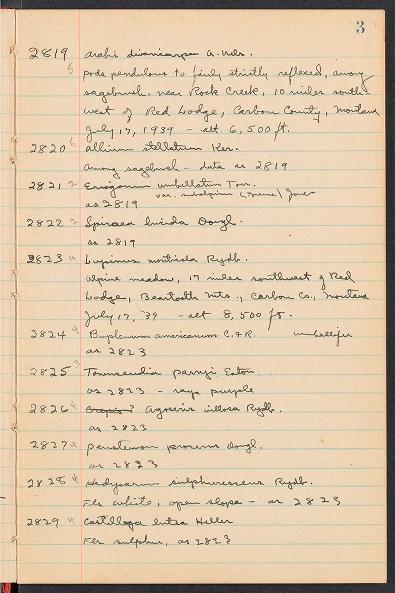 3
2819 Arabis divaricarpa A. Nels.
5 pods pendulous to fairly strictly reflexed, among
sagebrush, near Rock Creek, 10 miles south-
west of Red Lodge, Carbon County, Montana
July 17, 1939 - alt. 6,500 ft.
2820 6 Allium stellatum Ker.
among sagebrush - data as 2819
2821 2 Eriogonum umbellatum Torr.
var. subalpinum (Greene) Jones
as 2819
2822 2 Spiraea lucida Dougl.
as 2819
2823 4 Lupinus monticola Rydb.
alpine meadow, 17 miles southwest of Red
Lodge, Beartooth Mts., Carbon Co., Montana
July 17, '39 - alt 8,500 ft.
2824 4 Bupleurum americanum C. & R. umbellifer
as 2823
2825 3 Townsendia parryi Eaton.
as 2823 - rays purple
2826 4 Crepis? Agoseris villosa Rydb.
as 2823
2827 4 Penstemon procerus Dougl.
as 2823
2828 4 Hedysarum sulphurescens Rydb.
Fls white, open slope - as 2823
2829 4 Castilleja lutea Heller
Fls sulphur, as 2823